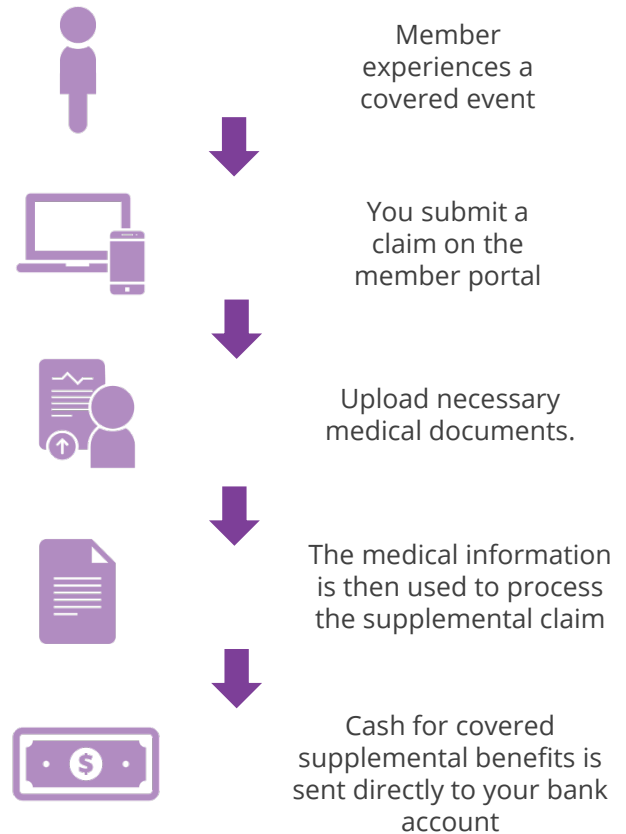 Member
experiences a
covered event
You submit a
claim on the
member portal
Upload necessary
medical documents.
The medical information
is then used to process
the supplemental claim
$
Cash for covered
supplemental benefits is
sent directly to your bank
account